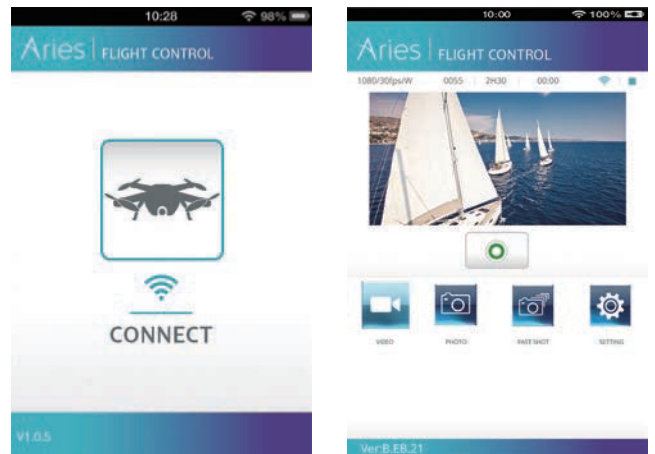 10:28 98%
Aries FLIGHT CONTROL
CONNECT
V1.0.5
10:00 100%
Aries FLIGHT CONTROL
1080/30fps/W 0055 2H30 00:00
VIDEO PHOTO FAST SHOT SETTING
Ver:B.EB.21